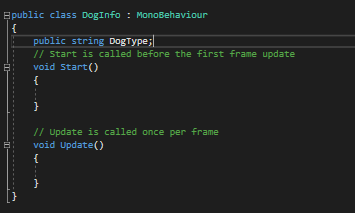 public class DogInfo : MonoBehaviour
{
public string DogType;
// Start is called before the first frame update
void Start()
{
}
// Update is called once per frame
void Update()
{
}
}